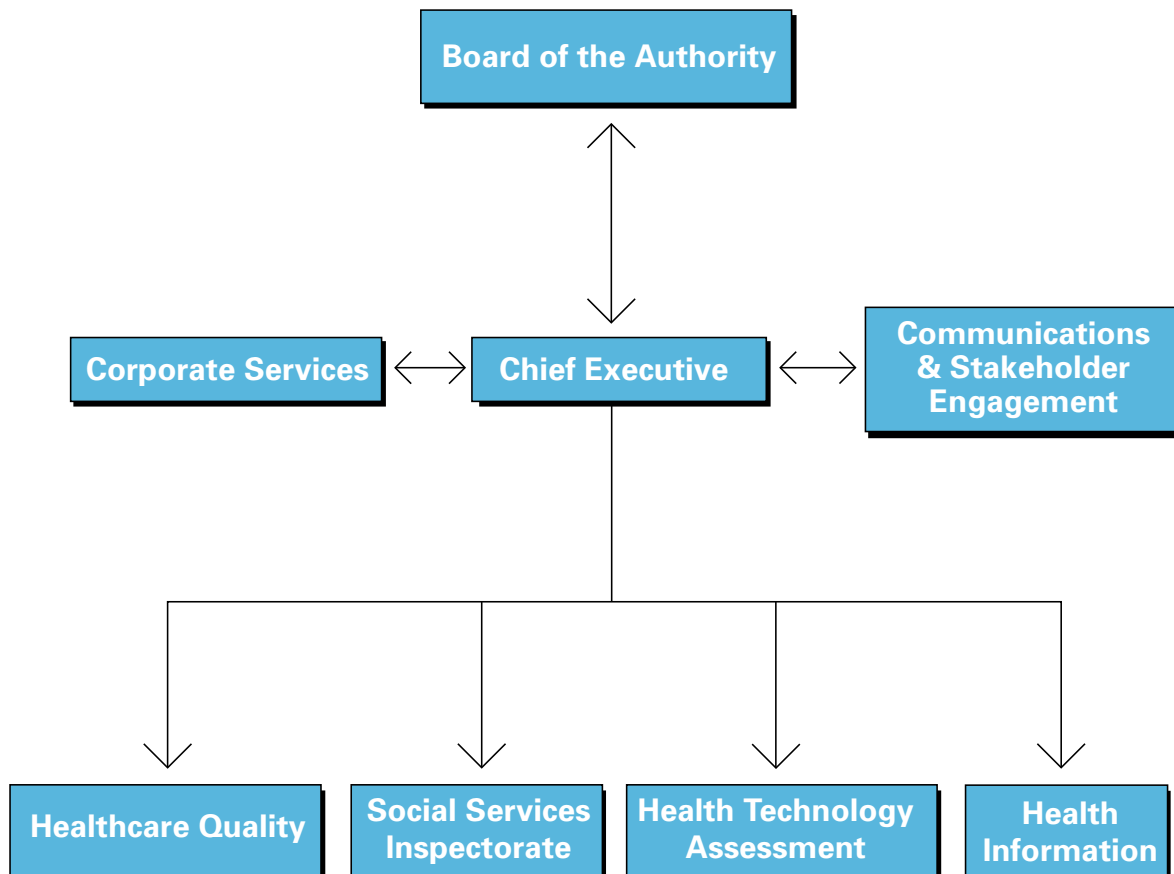 Board of the Authority
Corporate Services
Chief Executive
Communications
& Stakeholder
Engagement
Healthcare Quality
Social Services
Inspectorate
Health Technology
Assessment
Health
Information